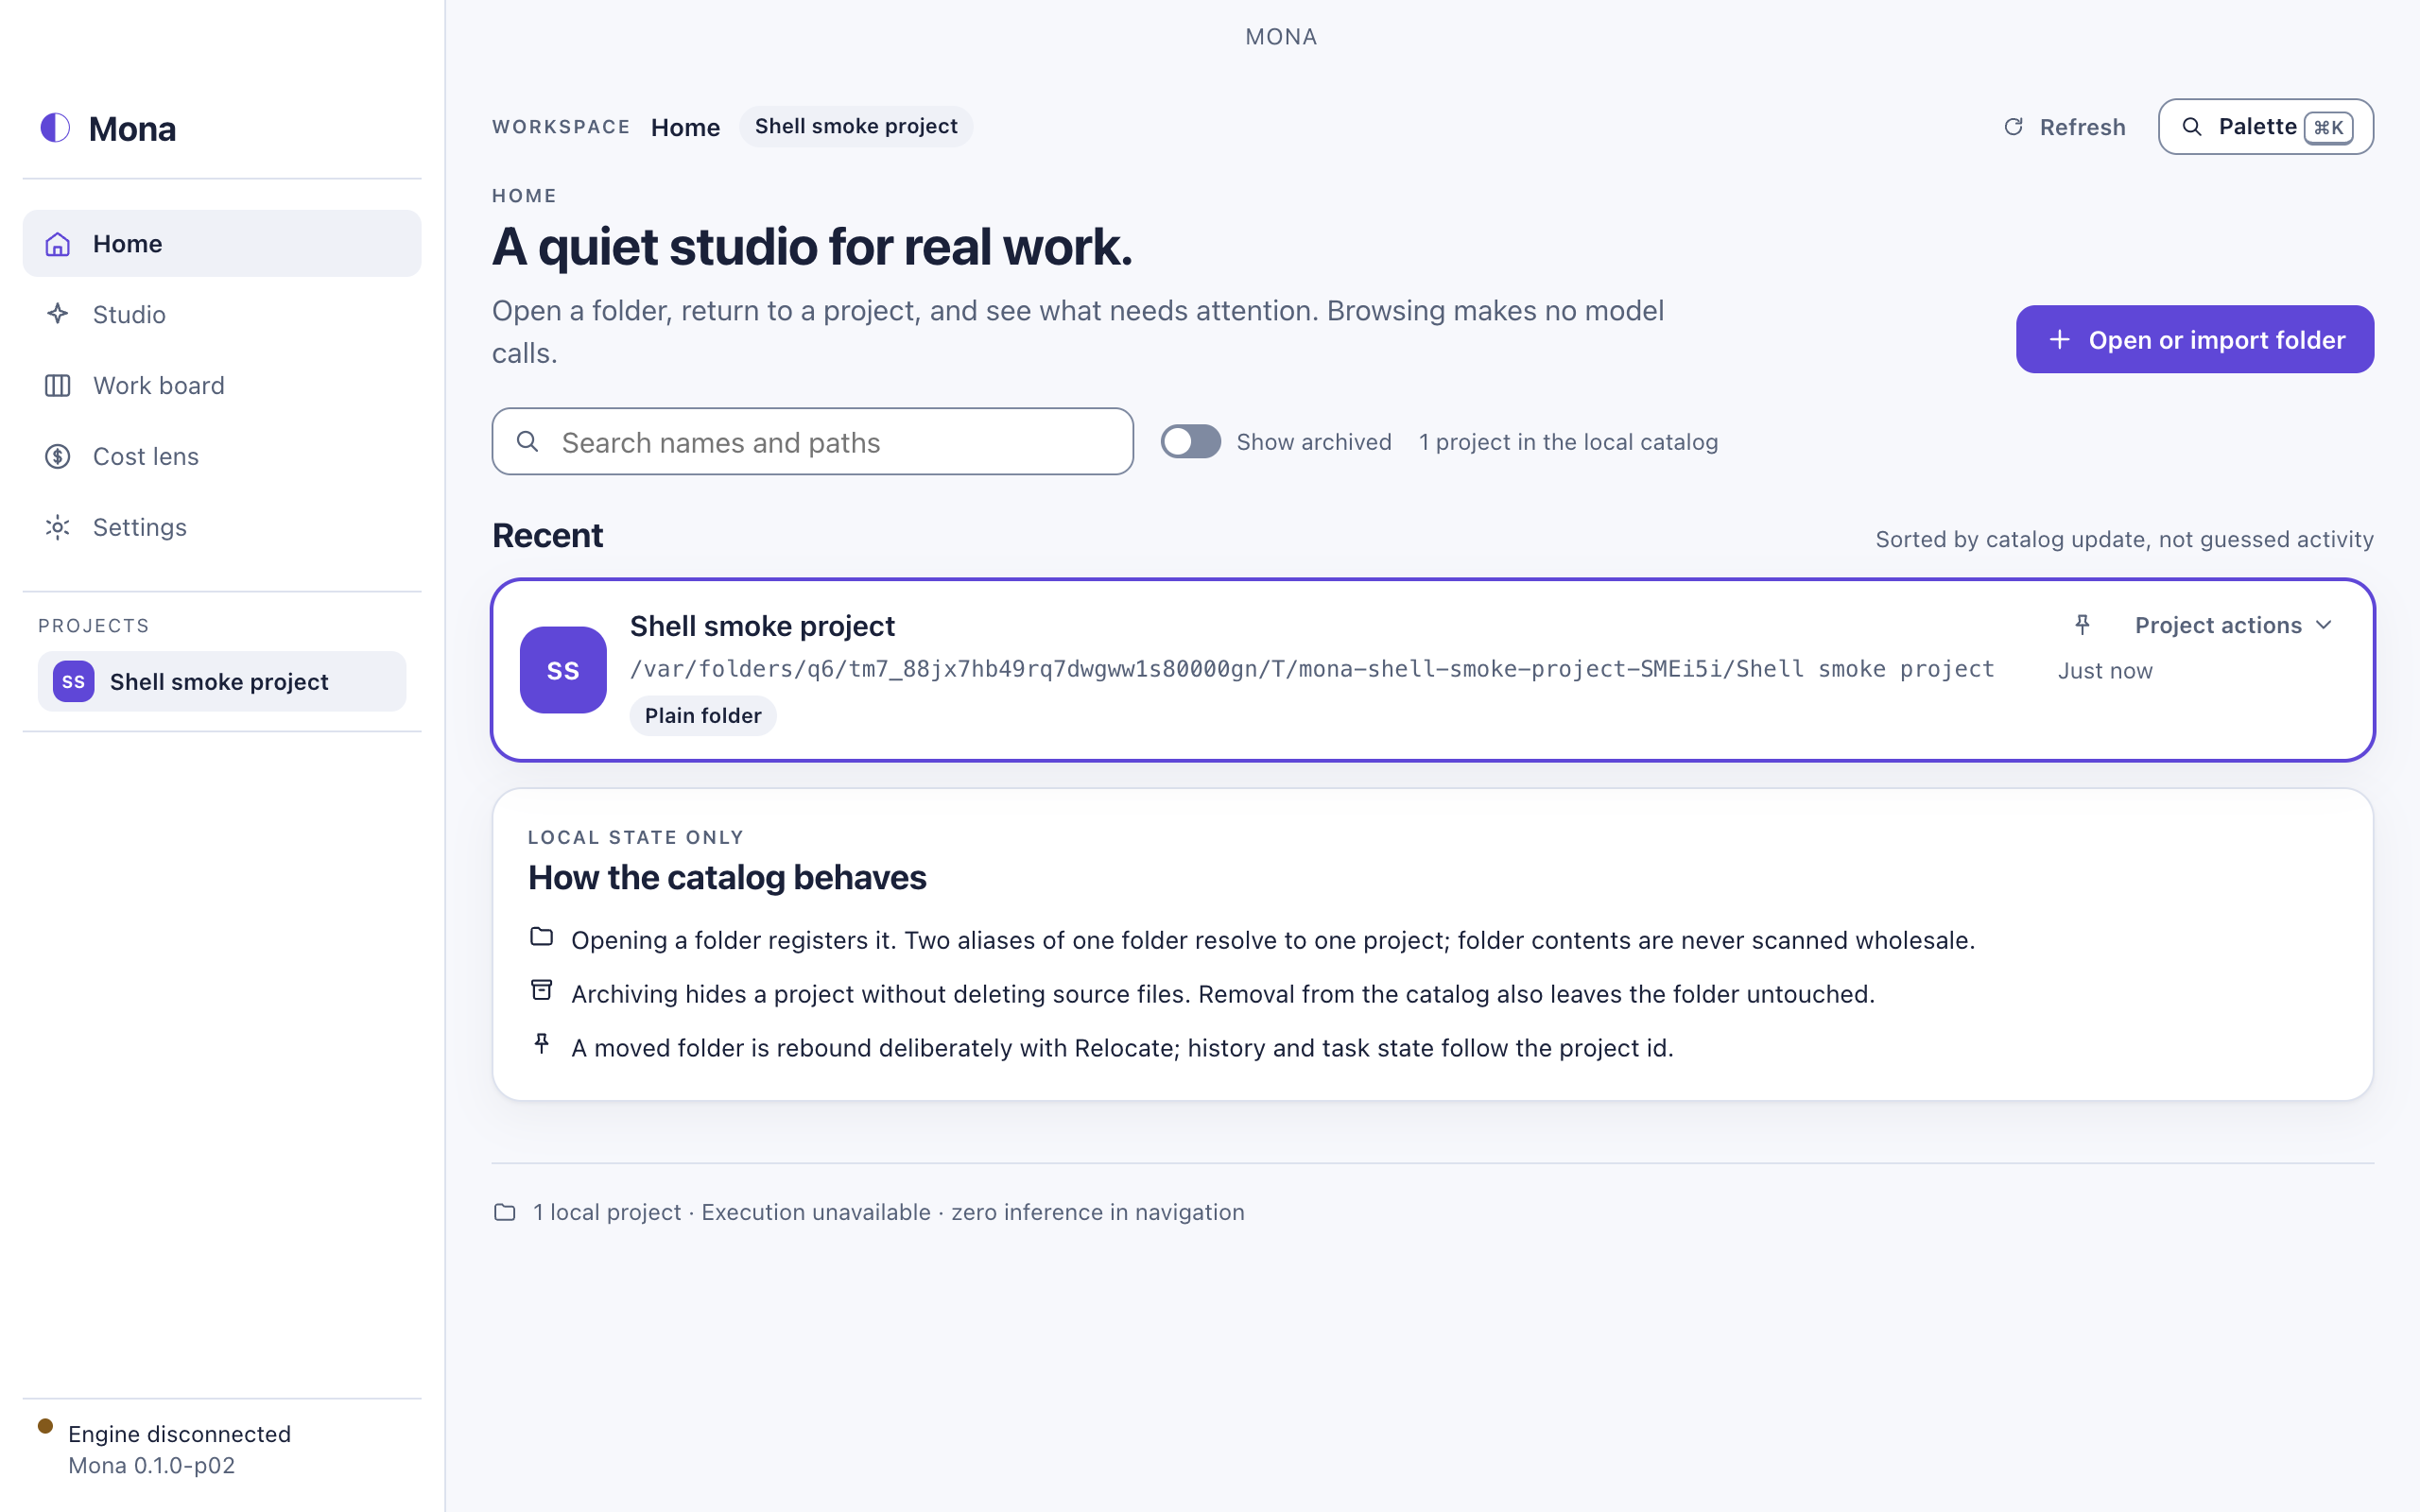 MONA
Mona
Home
Studio
Work board
Cost lens
Settings
PROJECTS
SS Shell smoke project
Engine disconnected
Mona 0.1.0-p02
WORKSPACE Home Shell smoke project
Refresh
Palette ⌘K
HOME
A quiet studio for real work.
Open a folder, return to a project, and see what needs attention. Browsing makes no model
calls.
Open or import folder
Search names and paths
Show archived 1 project in the local catalog
Recent
Sorted by catalog update, not guessed activity
SS
Shell smoke project
Project actions
/var/folders/q6/tm7_88jx7hb49rq7dwgww1s80000gn/T/mona-shell-smoke-project-SMEi5i/Shell smoke project
Just now
Plain folder
LOCAL STATE ONLY
How the catalog behaves
Opening a folder registers it. Two aliases of one folder resolve to one project; folder contents are never scanned wholesale.
Archiving hides a project without deleting source files. Removal from the catalog also leaves the folder untouched.
A moved folder is rebound deliberately with Relocate; history and task state follow the project id.
1 local project · Execution unavailable · zero inference in navigation